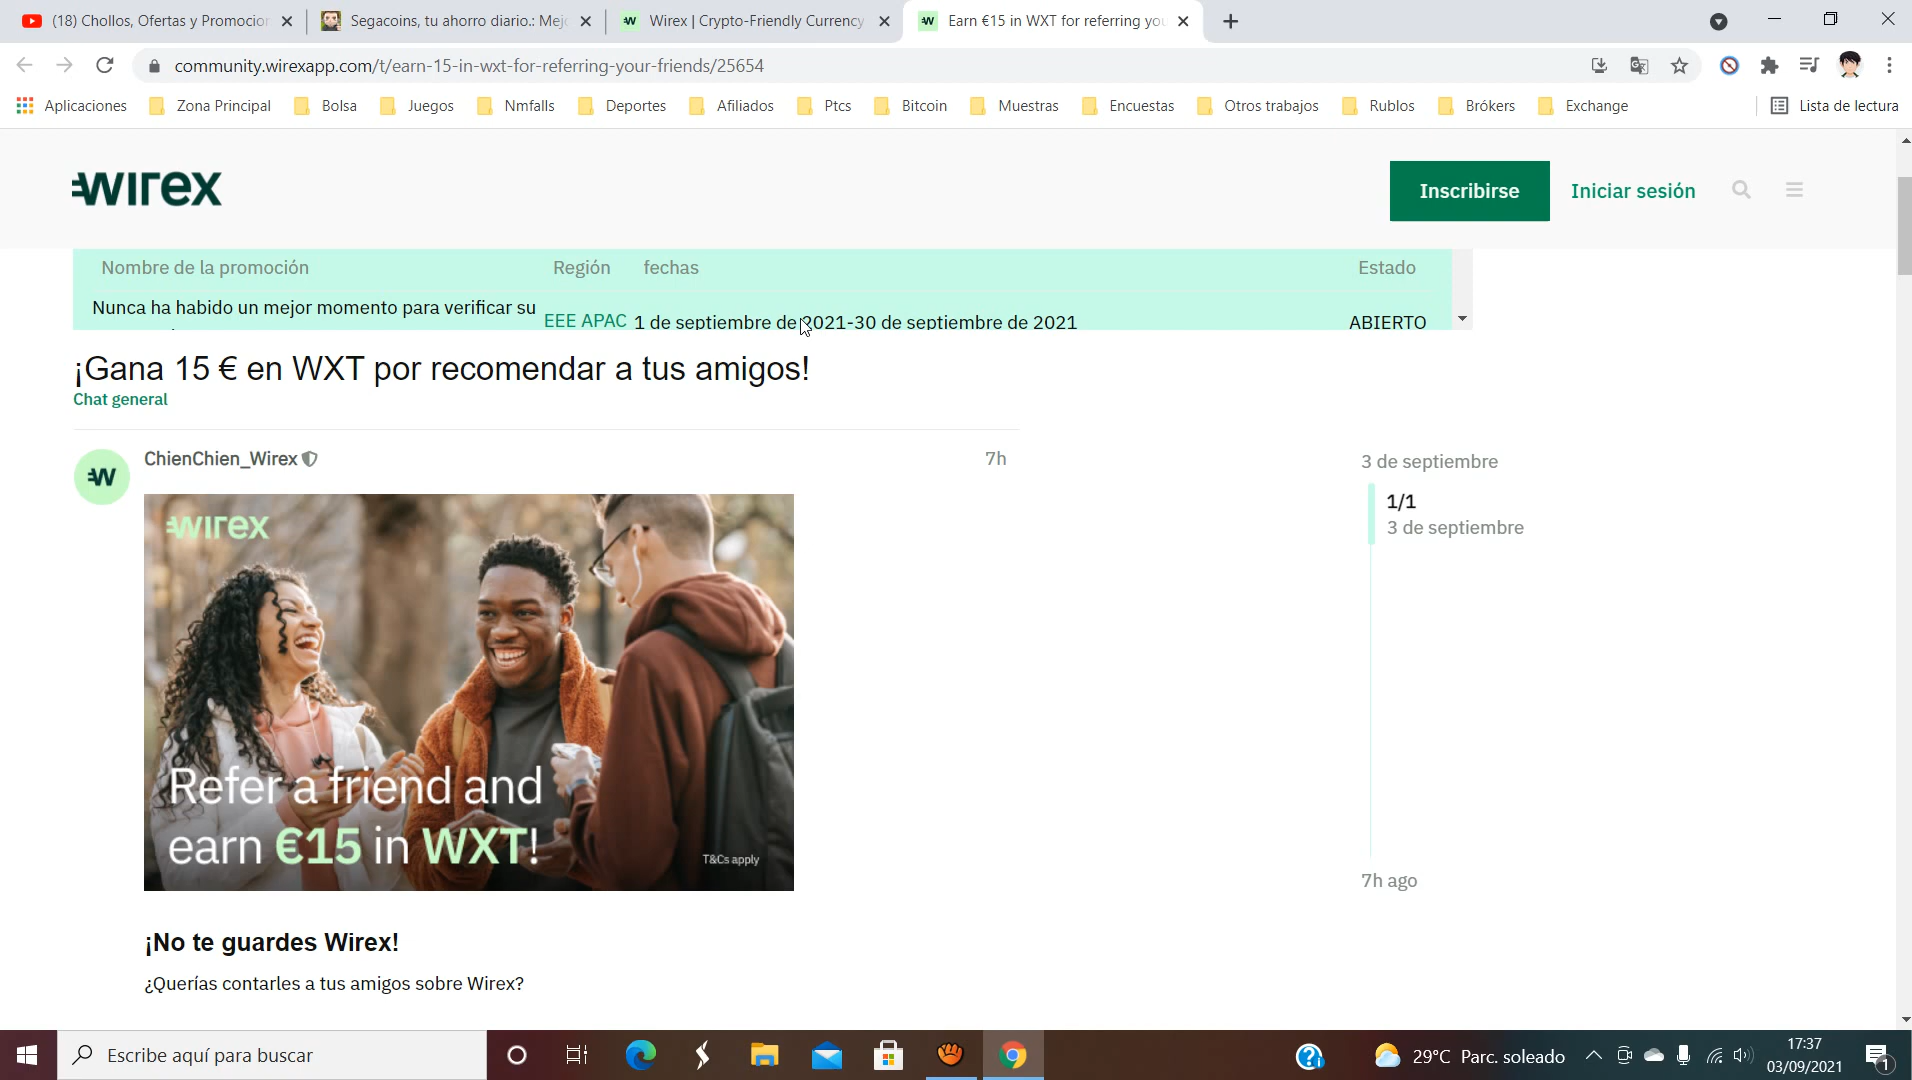 (18) Chollos, Ofertas y Promocion
Segacoins, tu ahorro diario.: Mej
Wirex | Crypto-Friendly Currency
Earn €15 in WXT for referring you
community.wirexapp.com/t/earn-15-in-wxt-for-referring-your-friends/25654
Aplicaciones Zona Principal Bolsa Juegos Nmfalls Deportes Afiliados Ptcs Bitcoin Muestras Encuestas Otros trabajos Rublos Brókers Exchange Lista de lectura
wirex
Inscribirse Iniciar sesión
Nombre de la promoción Región fechas Estado
Nunca ha habido un mejor momento para verificar su
EEE APAC 1 de septiembre de 2021-30 de septiembre de 2021 ABIERTO
¡Gana 15 € en WXT por recomendar a tus amigos!
Chat general
ChienChien_Wirex 7h
3 de septiembre
1/1
3 de septiembre
7h ago
wirex
Refer a friend and
earn €15 in WXT!
T&Cs apply
¡No te guardes Wirex!
¿Querías contarles a tus amigos sobre Wirex?
Escribe aquí para buscar
29°C Parc. soleado
17:37
03/09/2021
1